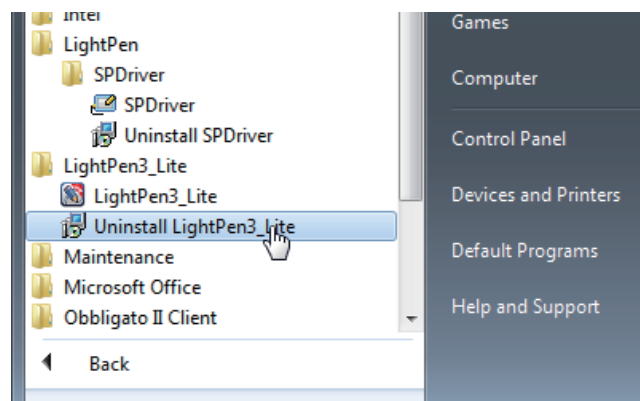 Intel
LightPen
SPDriver
SPDriver
Uninstall SPDriver
LightPen3_Lite
LightPen3_Lite
Uninstall LightPen3_Lite
Maintenance
Microsoft Office
Obbligato II Client
Back
Games
Computer
Control Panel
Devices and Printers
Default Programs
Help and Support